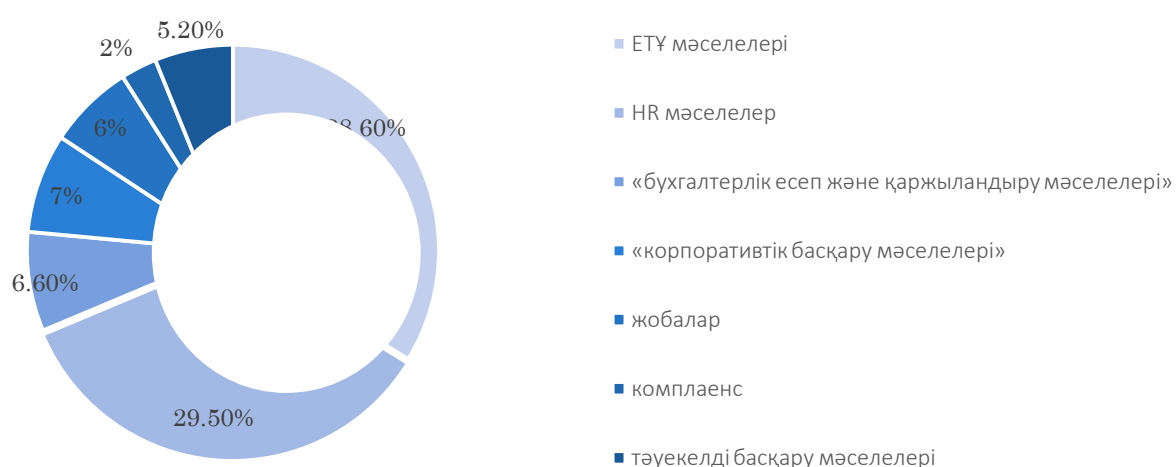 5.20%
2%
6%
7%
6.60%
29.50%
ЕТҰ мәселелері
HR мәселелер
«бухгалтерлік есеп және қаржыландыру мәселелері»
«корпоративтік басқару мәселелері»
жобалар
комплаенс
тәуекелді басқару мәселелері